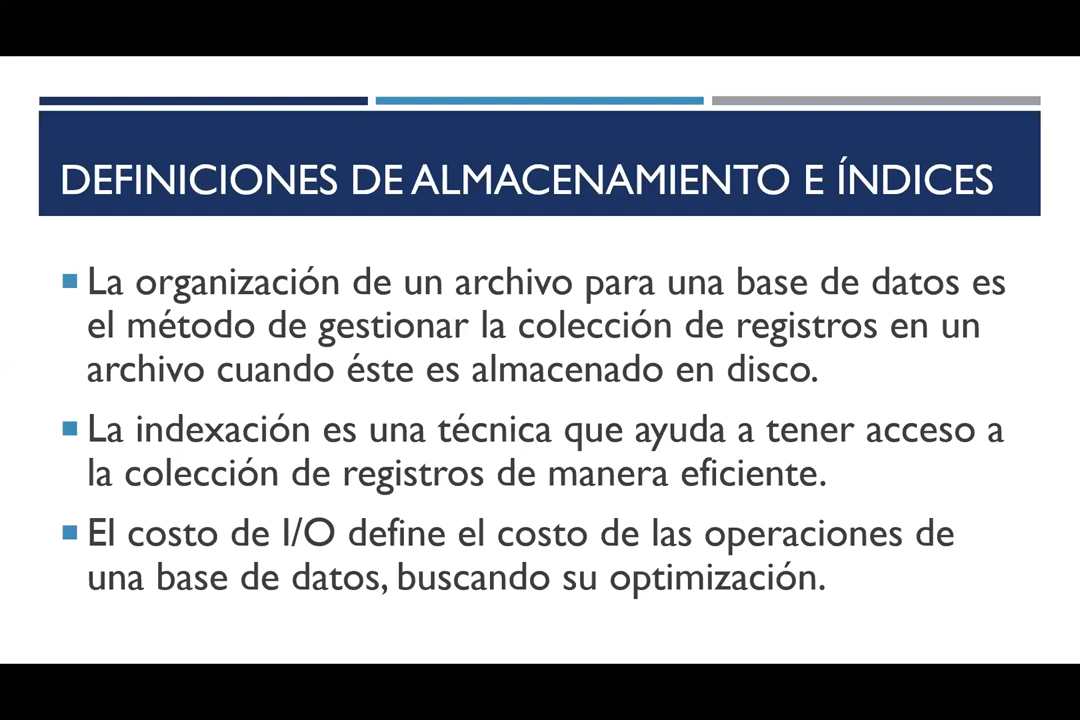 DEFINICIONES DE ALMACENAMIENTO E ÍNDICES
La organización de un archivo para una base de datos es
el método de gestionar la colección de registros en un
archivo cuando éste es almacenado en disco.
La indexación es una técnica que ayuda a tener acceso a
la colección de registros de manera eficiente.
El costo de I/O define el costo de las operaciones de
una base de datos, buscando su optimización.